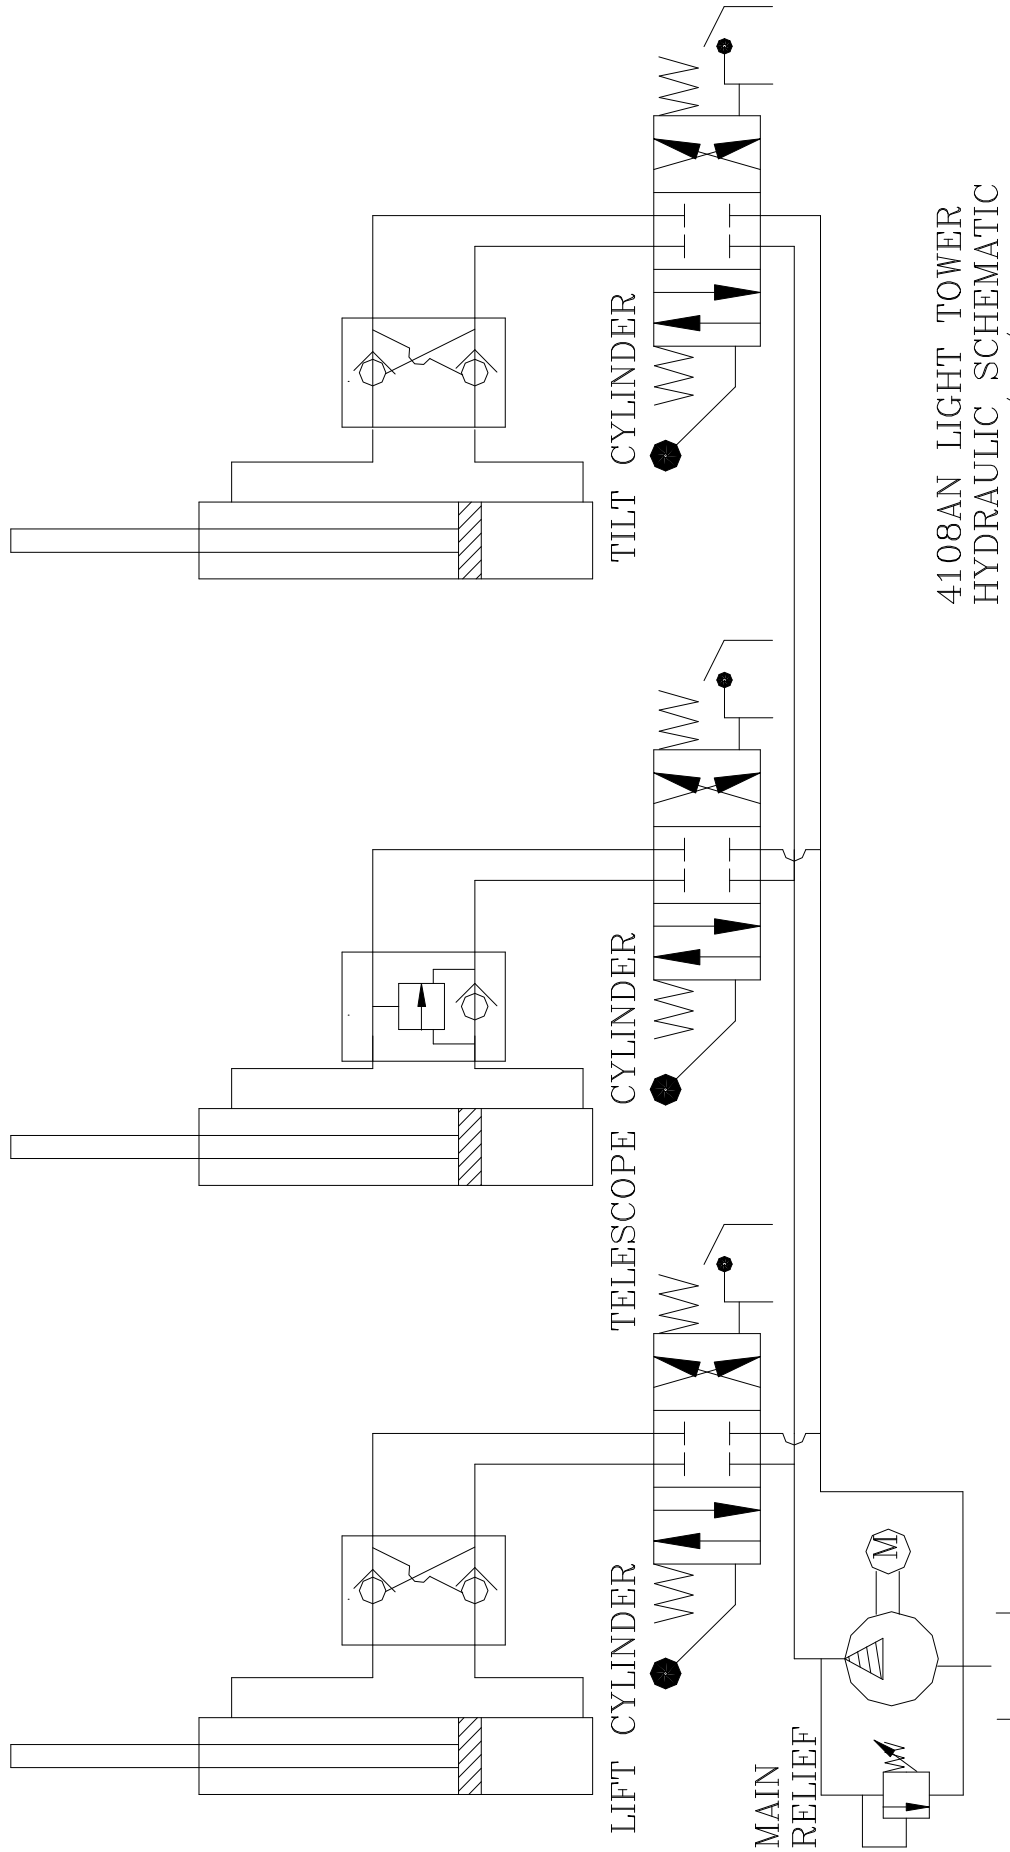 TILT CYLINDER
TELESCOPE CYLINDER
LIFT CYLINDER
MAIN
RELIEF
M
4108AN LIGHT TOWER
HYDRAULIC SCHEMATIC